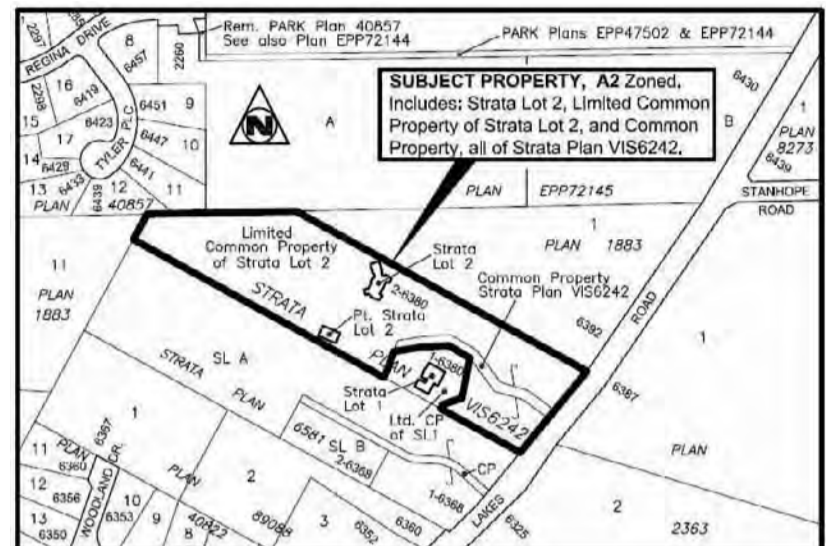 Rem. PARK Plan 40857
See also Plan EPP72144
PARK Plans EPP47502 & EPP72144
SUBJECT PROPERTY, A2 Zoned,
Includes: Strata Lot 2, Limited Common
Property of Strata Lot 2, and Common
Property, all of Strata Plan VIS6242.
2297
REGINA DRIVE
8
6457
2260
2298
16
6419
6451
9
15
17
6423
6447
10
14
6429
TYLER PLC
6441
13
6433
12
11
6439
PLAN 40857
N
A
B
6430
1
PLAN
8273
6439
STANHOPE
ROAD
PLAN EPP72145
1
PLAN 1883
Limited
Common Property
of Strata Lot 2
Strata
Lot 2
2-6380
Common Property
Strata Plan VIS6242
11
PLAN
1883
STRATA
Pt. Strata
Lot 2
6392
ROAD
1
PLAN
1-6380
VIS6242
6387
SL A
STRATA
PLAN
Strata
Lot 1
Ltd. CP
of SL1
1
6581
SL B
2-6368
CP
PLAN
11
PLAN
6360
6367
WOODLAND CR.
12
6356
10
6353
13
6350
9
8
PLAN
40822
2
89088
3
6352
6360
1-6368
LAKES
6325
2
2363